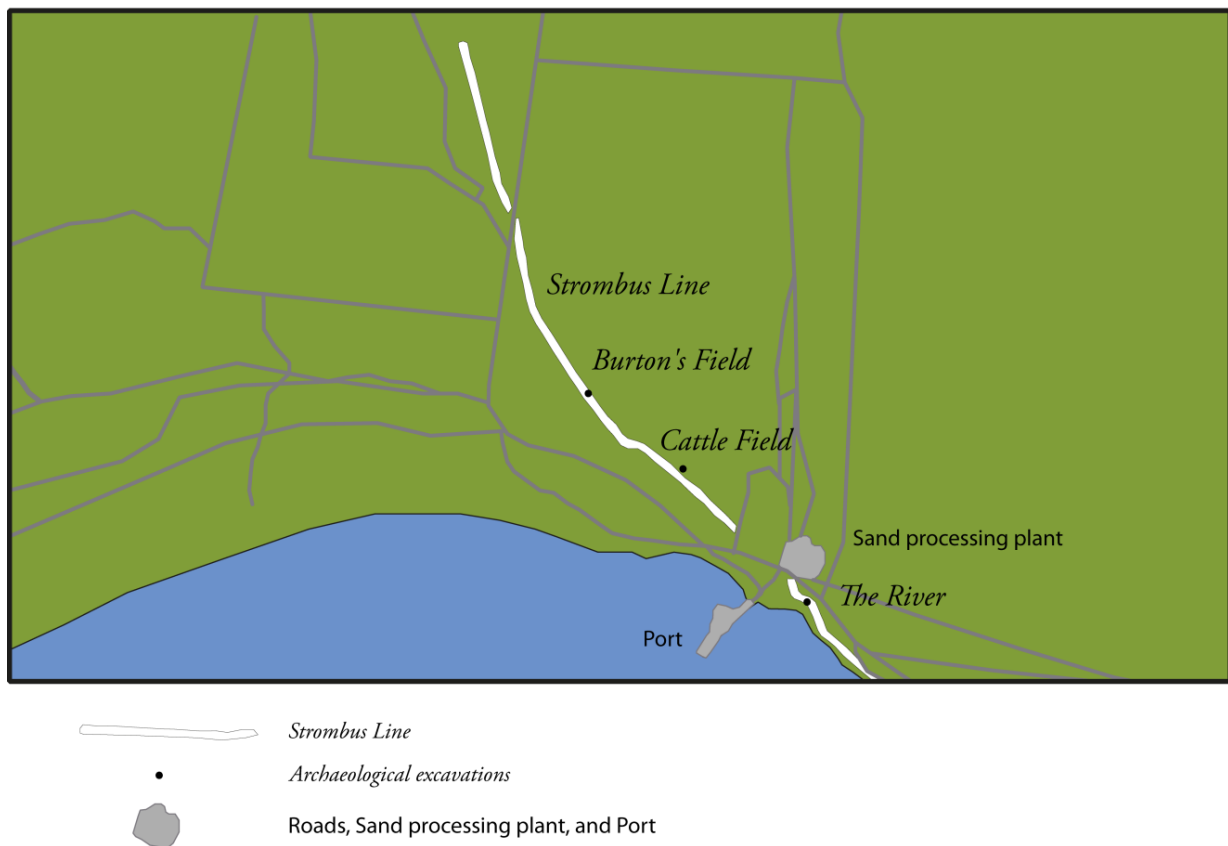 Strombus Line
Burton's Field
Cattle Field
Sand processing plant
The River
Port
Strombus Line
Archaeological excavations
Roads, Sand processing plant, and Port